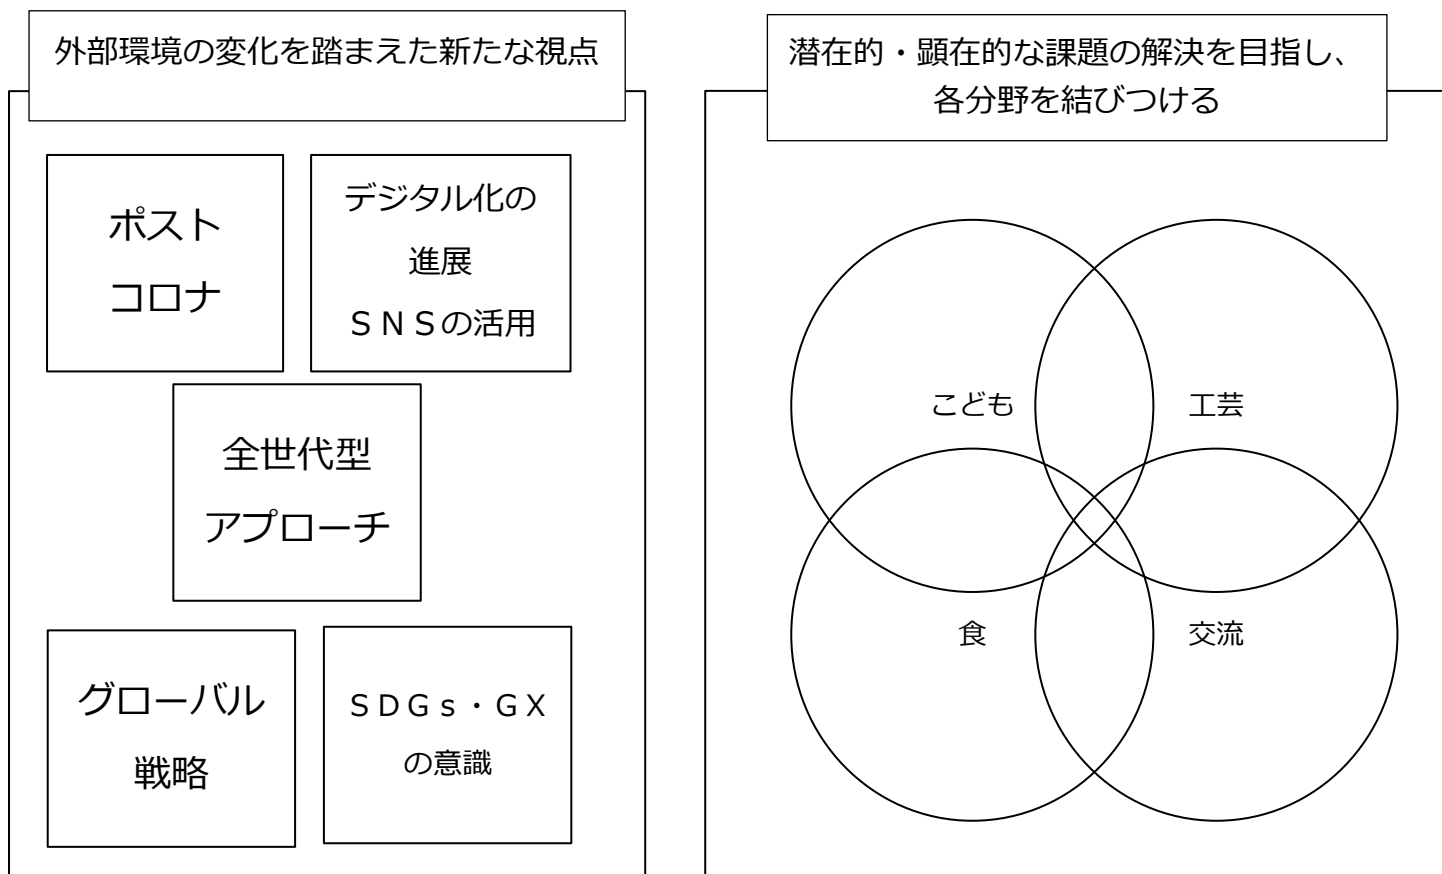 外部環境の変化を踏まえた新たな視点
ポスト
コロナ
デジタル化の
進展
ＳＮＳの活用
全世代型
アプローチ
グローバル
戦略
ＳＤＧｓ・ＧＸ
の意識
潜在的・顕在的な課題の解決を目指し、
各分野を結びつける
こども
工芸
食
交流